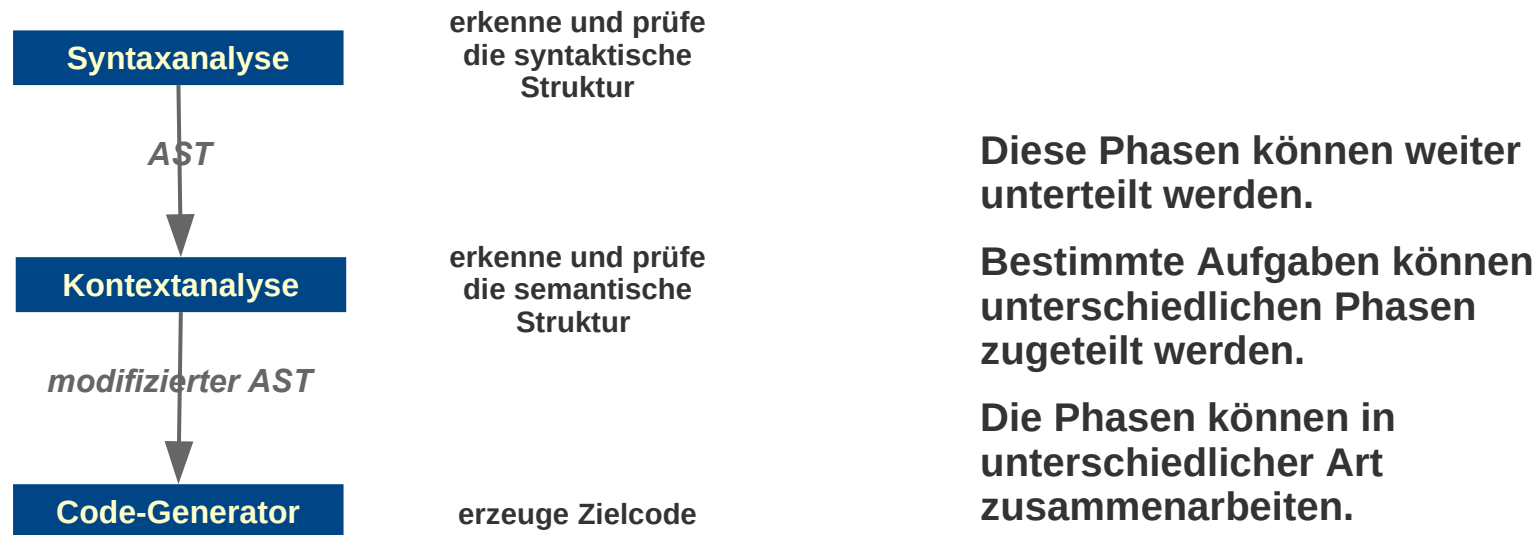 Syntaxanalyse
erkenne und prüfe
die syntaktische
Struktur
AST
Kontextanalyse
erkenne und prüfe
die semantische
Struktur
modifizierter AST
Code-Generator
erzeuge Zielcode
Diese Phasen können weiter
unterteilt werden.
Bestimmte Aufgaben können
unterschiedlichen Phasen
zugeteilt werden.
Die Phasen können in
unterschiedlicher Art
zusammenarbeiten.